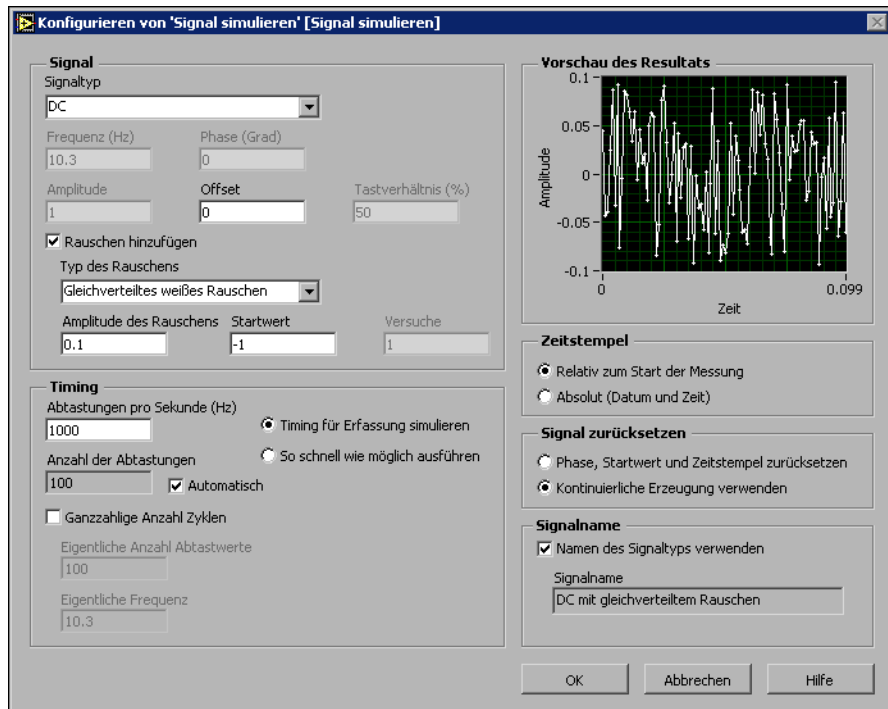 Konfigurieren von 'Signal simulieren' [Signal simulieren]
Signal
Signaltyp
DC
Frequenz (Hz) Phase (Grad)
10.3 0
Amplitude Offset Tastverhältnis (%)
1 0 50
Rauschen hinzufügen
Typ des Rauschens
Gleichverteiltes weißes Rauschen
Amplitude des Rauschens Startwert Versuche
0.1 -1 1
Timing
Abtastungen pro Sekunde (Hz)
1000
Timing für Erfassung simulieren
So schnell wie möglich ausführen
Anzahl der Abtastungen
100 Automatisch
Ganzzahlige Anzahl Zyklen
Eigentliche Anzahl Abtastwerte
100
Eigentliche Frequenz
10.3
Vorschau des Resultats
0.1
0.05
0
-0.05
-0.1
Amplitude
0 0.099
Zeit
Zeitstempel
Relativ zum Start der Messung
Absolut (Datum und Zeit)
Signal zurücksetzen
Phase, Startwert und Zeitstempel zurücksetzen
Kontinuierliche Erzeugung verwenden
Signalname
Namen des Signaltyps verwenden
Signalname
DC mit gleichverteiltem Rauschen
OK Abbrechen Hilfe